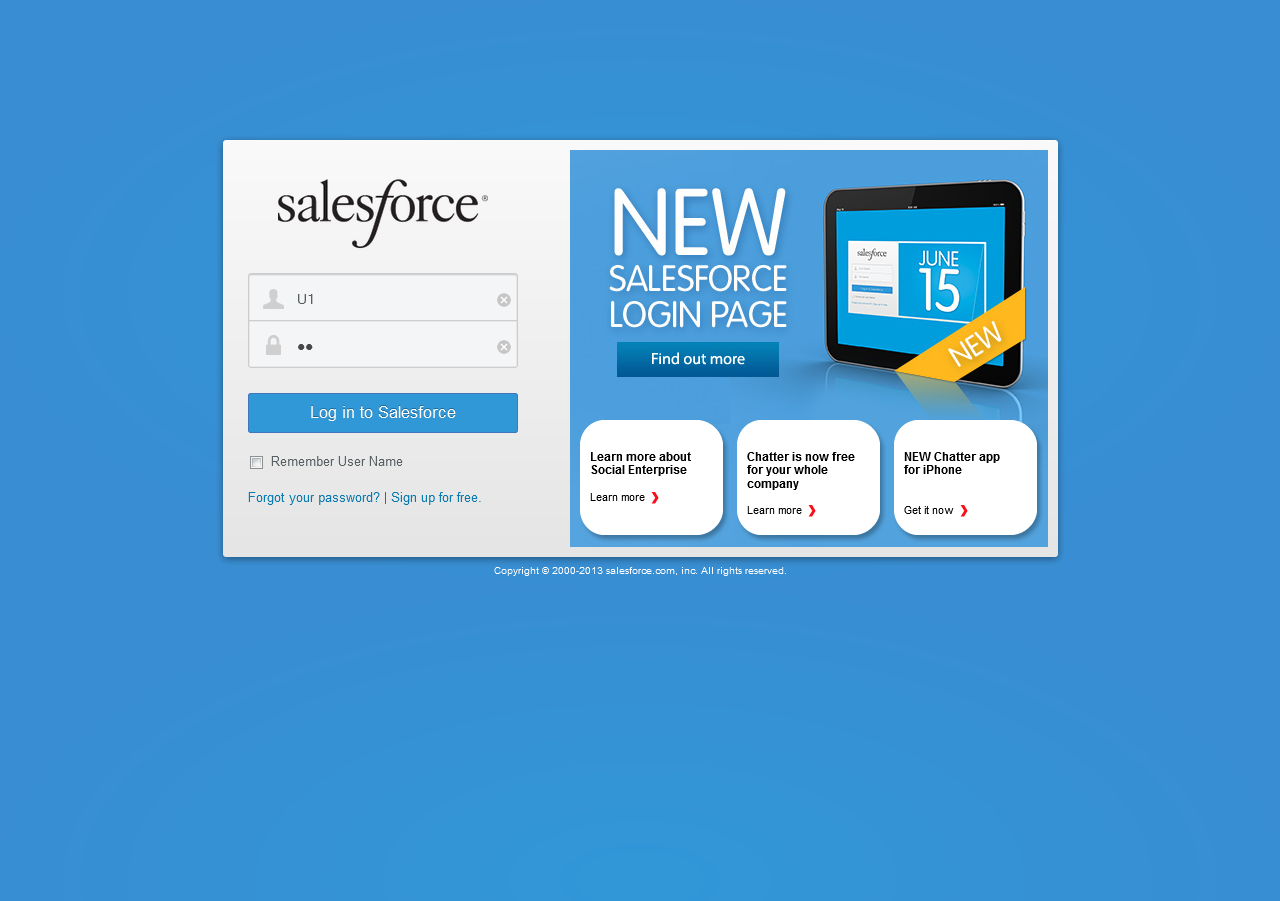 salesforce®
U1
••
Log in to Salesforce
Remember User Name
Forgot your password? | Sign up for free.
NEW
SALESFORCE
LOGIN PAGE
Find out more
salesforce
JUNE
15
NEW
Learn more about
Social Enterprise
Learn more
Chatter is now free
for your whole
company
Learn more
NEW Chatter app
for iPhone
Get it now
Copyright © 2000-2013 salesforce.com, inc. All rights reserved.